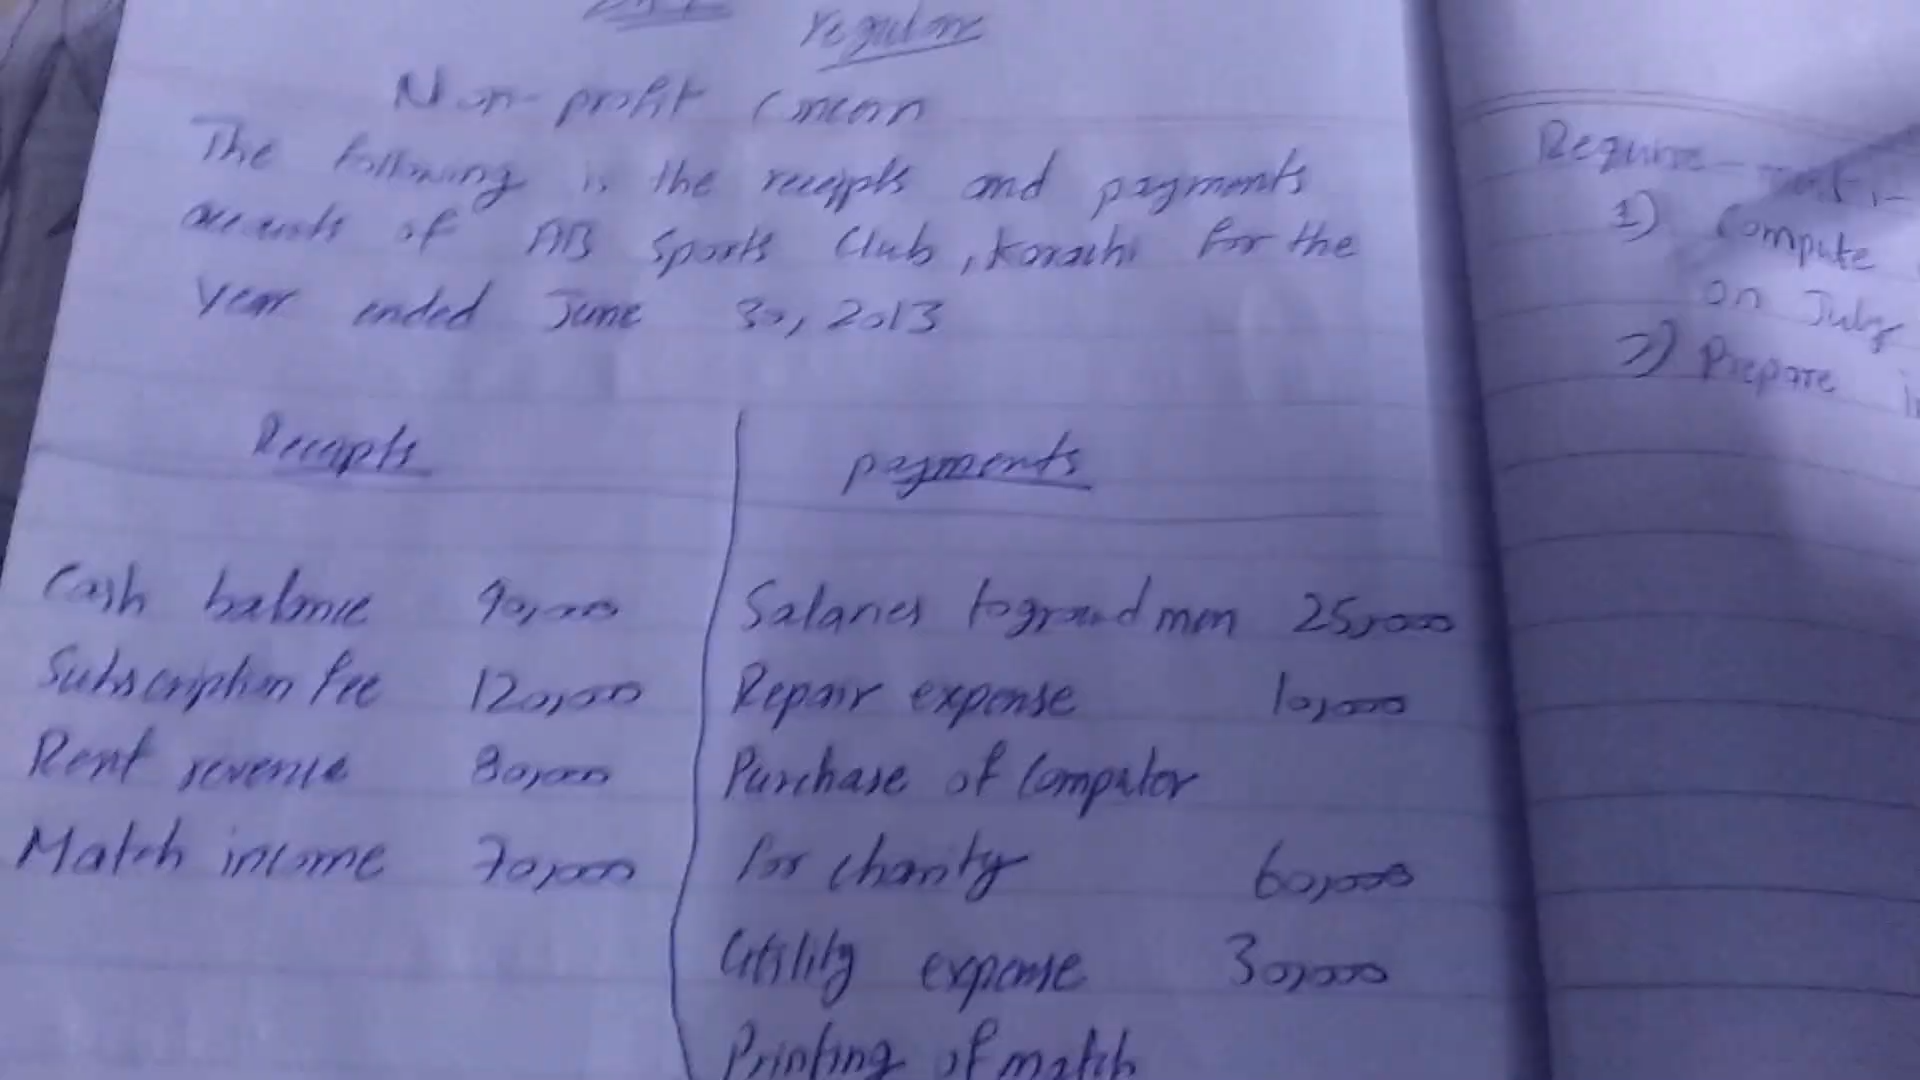 Non-profit concern
The following is the receipts and payments
accounts of AB Sports Club, Karachi for the
year ended June 30, 2013
Receipts
payments
Cash balance 90,000
Subscription fee 120,000
Rent revenue 80,000
Match income 70,000
Salaries to ground men 25,000
Repair expense 10,000
Purchase of Computer
for charity 60,000
Utility expense 30,000
Printing of match
1) Compute
on July
2) Prepare